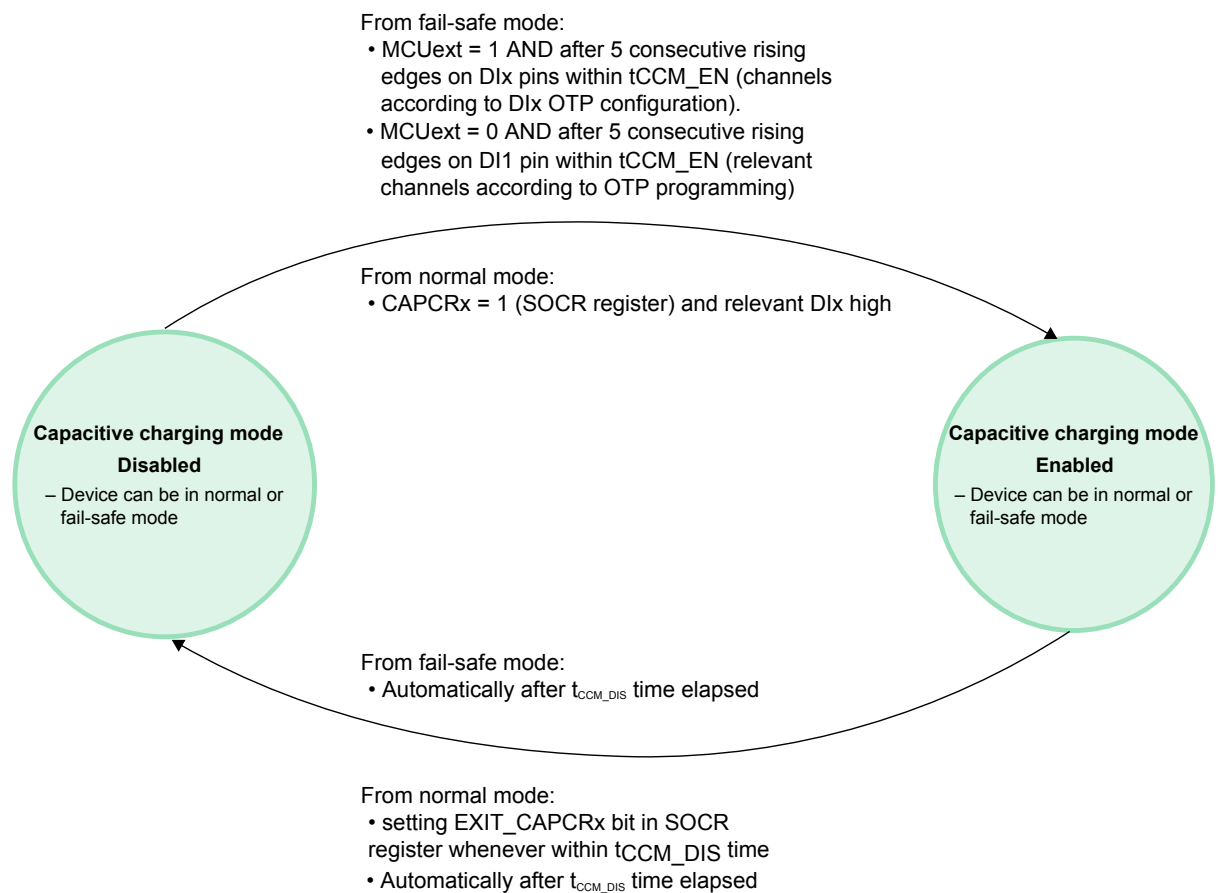 From fail-safe mode:
• MCUext = 1 AND after 5 consecutive rising
edges on DIx pins within tCCM_EN (channels
according to DIx OTP configuration).
• MCUext = 0 AND after 5 consecutive rising
edges on DI1 pin within tCCM_EN (relevant
channels according to OTP programming)
From normal mode:
• CAPCRx = 1 (SOCR register) and relevant DIx high
Capacitive charging mode
Disabled
– Device can be in normal or
fail-safe mode
Capacitive charging mode
Enabled
– Device can be in normal or
fail-safe mode
From fail-safe mode:
• Automatically after tCCM_DIS time elapsed
From normal mode:
• setting EXIT_CAPCRx bit in SOCR
register whenever within tCCM_DIS time
• Automatically after tCCM_DIS time elapsed